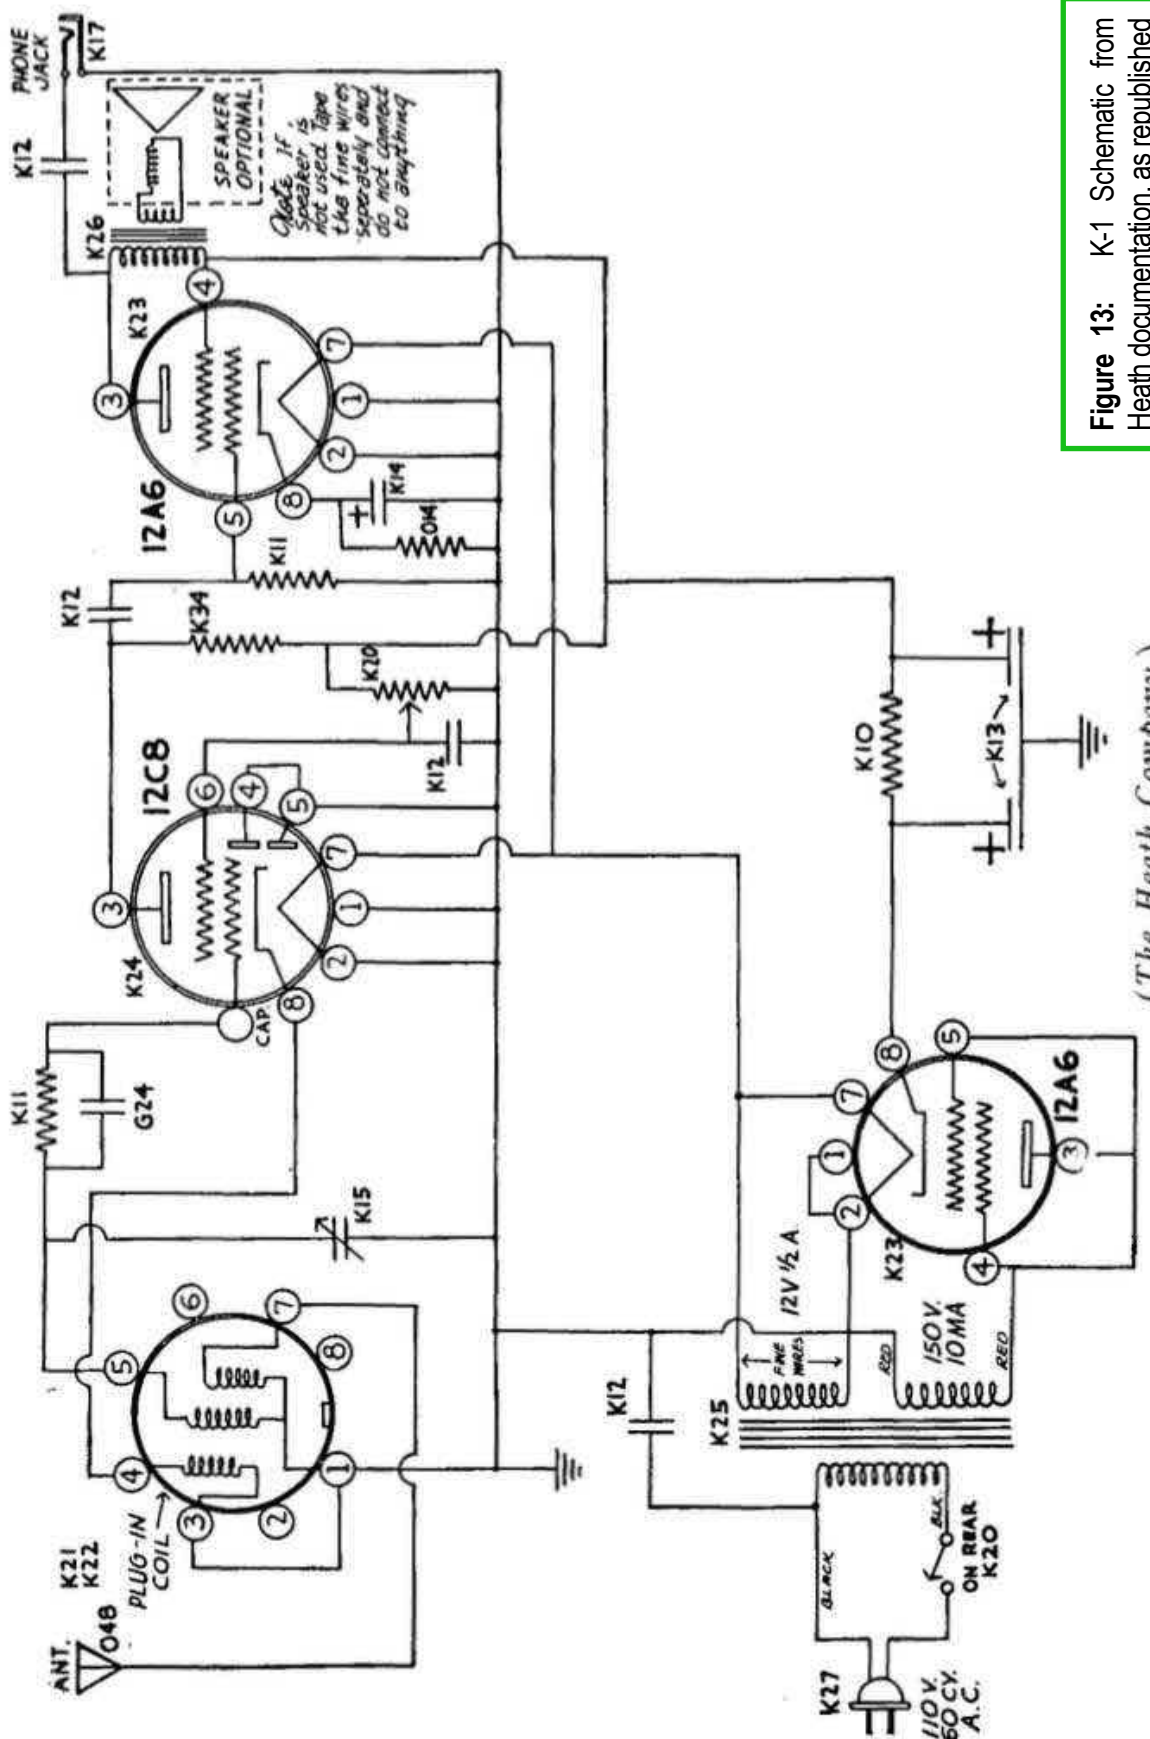 PHONE
JACK
K17
K12
K26
SPEAKER
OPTIONAL
Note If
speaker is
not used Tape
the fine wires
seperately and
do not connect
to anything
K23
3
4
7
1
2
8
5
12A6
K14
+
014
K11
K12
K34
K20
K12
12C8
3
6
4
5
7
1
2
8
CAP.
K24
K11
G24
K15
5
6
7
8
4
3
2
1
PLUG-IN
COIL
K21
K22
ANT.
048
K10
+
+
K13
8
5
7
1
2
3
4
12A6
K23
12V ½ A.
FINE
WIRES
RED
150V.
10MA
RED
K12
K25
BLACK
BLK
ON REAR
K20
K27
110V.
60CY.
A.C.
(The Heath Company)
Figure 13: K-1 Schematic from
Heath documentation, as republished